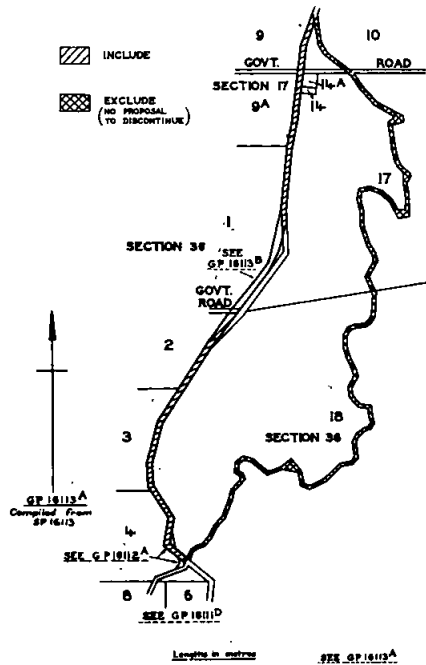 9
10
INCLUDE
GOVT.
ROAD
SECTION 17
14A
9A
14
EXCLUDE
(NO PROPOSAL
TO DISCONTINUE)
17
1
SECTION 36
SEE
GP 16113B
GOVT.
ROAD
2
18
SECTION 36
3
GP 16113A
Compiled from
SP 16113
4
SEE GP 16112A
5
6
SEE GP 16111D
Lengths in metres
SEE GP 16113A